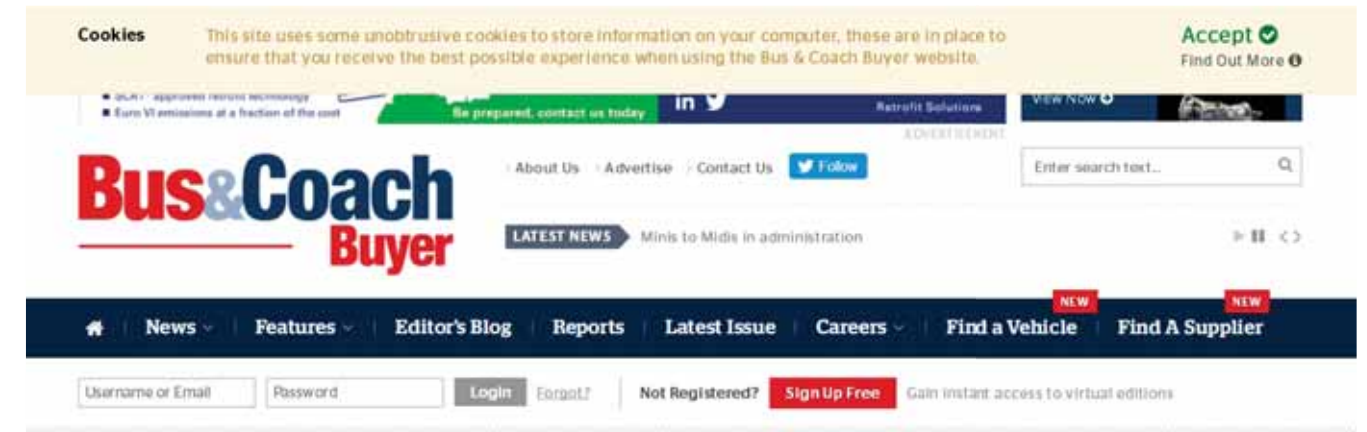 Cookies
This site uses some unobtrusive cookies to store information on your computer, these are in place to
ensure that you receive the best possible experience when using the Bus & Coach Buyer website.
Accept
Find Out More
approved retrofit technology
Euro VI emissions at a fraction of the cost
Be prepared, contact us today
in
Retrofit Solutions
View Now
ADVERTISEMENT
Bus&Coach
Buyer
About Us
Advertise
Contact Us
Follow
Enter search text...
LATEST NEWS
Minis to Midis in administration
NEW
NEW
News
Features
Editor's Blog
Reports
Latest Issue
Careers
Find a Vehicle
Find A Supplier
Username or Email
Password
Login
Forgot?
Not Registered?
Sign Up Free
Gain instant access to virtual editions